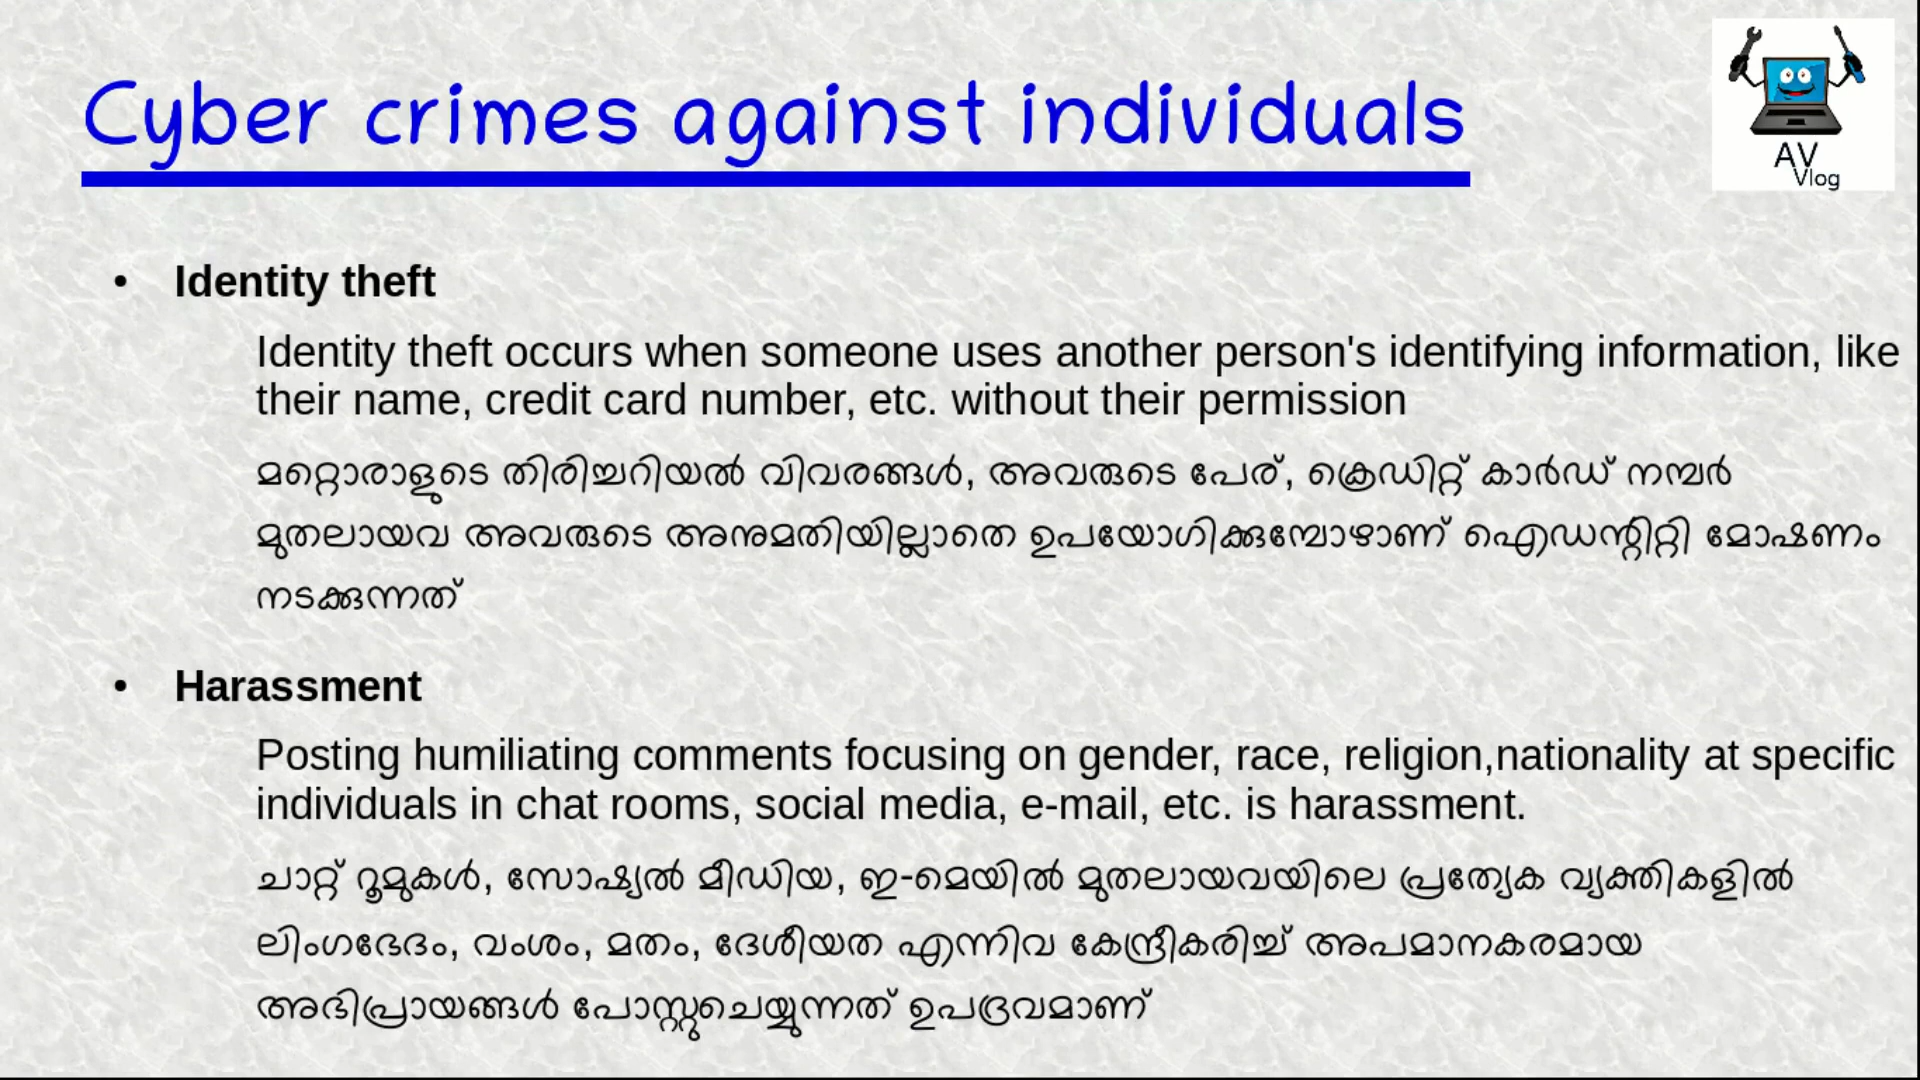 Cyber crimes against individuals
AV
Vlog
• Identity theft
Identity theft occurs when someone uses another person's identifying information, like
their name, credit card number, etc. without their permission
മറ്റൊരാളുടെ തിരിച്ചറിയൽ വിവരങ്ങൾ, അവരുടെ പേര്, ക്രെഡിറ്റ് കാർഡ് നമ്പർ
മുതലായവ അവരുടെ അനുമതിയില്ലാതെ ഉപയോഗിക്കുമ്പോഴാണ് ഐഡന്റിറ്റി മോഷണം
നടക്കുന്നത്
• Harassment
Posting humiliating comments focusing on gender, race, religion,nationality at specific
individuals in chat rooms, social media, e-mail, etc. is harassment.
ചാറ്റ് റൂമുകൾ, സോഷ്യൽ മീഡിയ, ഇ-മെയിൽ മുതലായവയിലെ പ്രത്യേക വ്യക്തികളിൽ
ലിംഗഭേദം, വംശം, മതം, ദേശീയത എന്നിവ കേന്ദ്രീകരിച്ച് അപമാനകരമായ
അഭിപ്രായങ്ങൾ പോസ്റ്റുചെയ്യുന്നത് ഉപദ്രവമാണ്